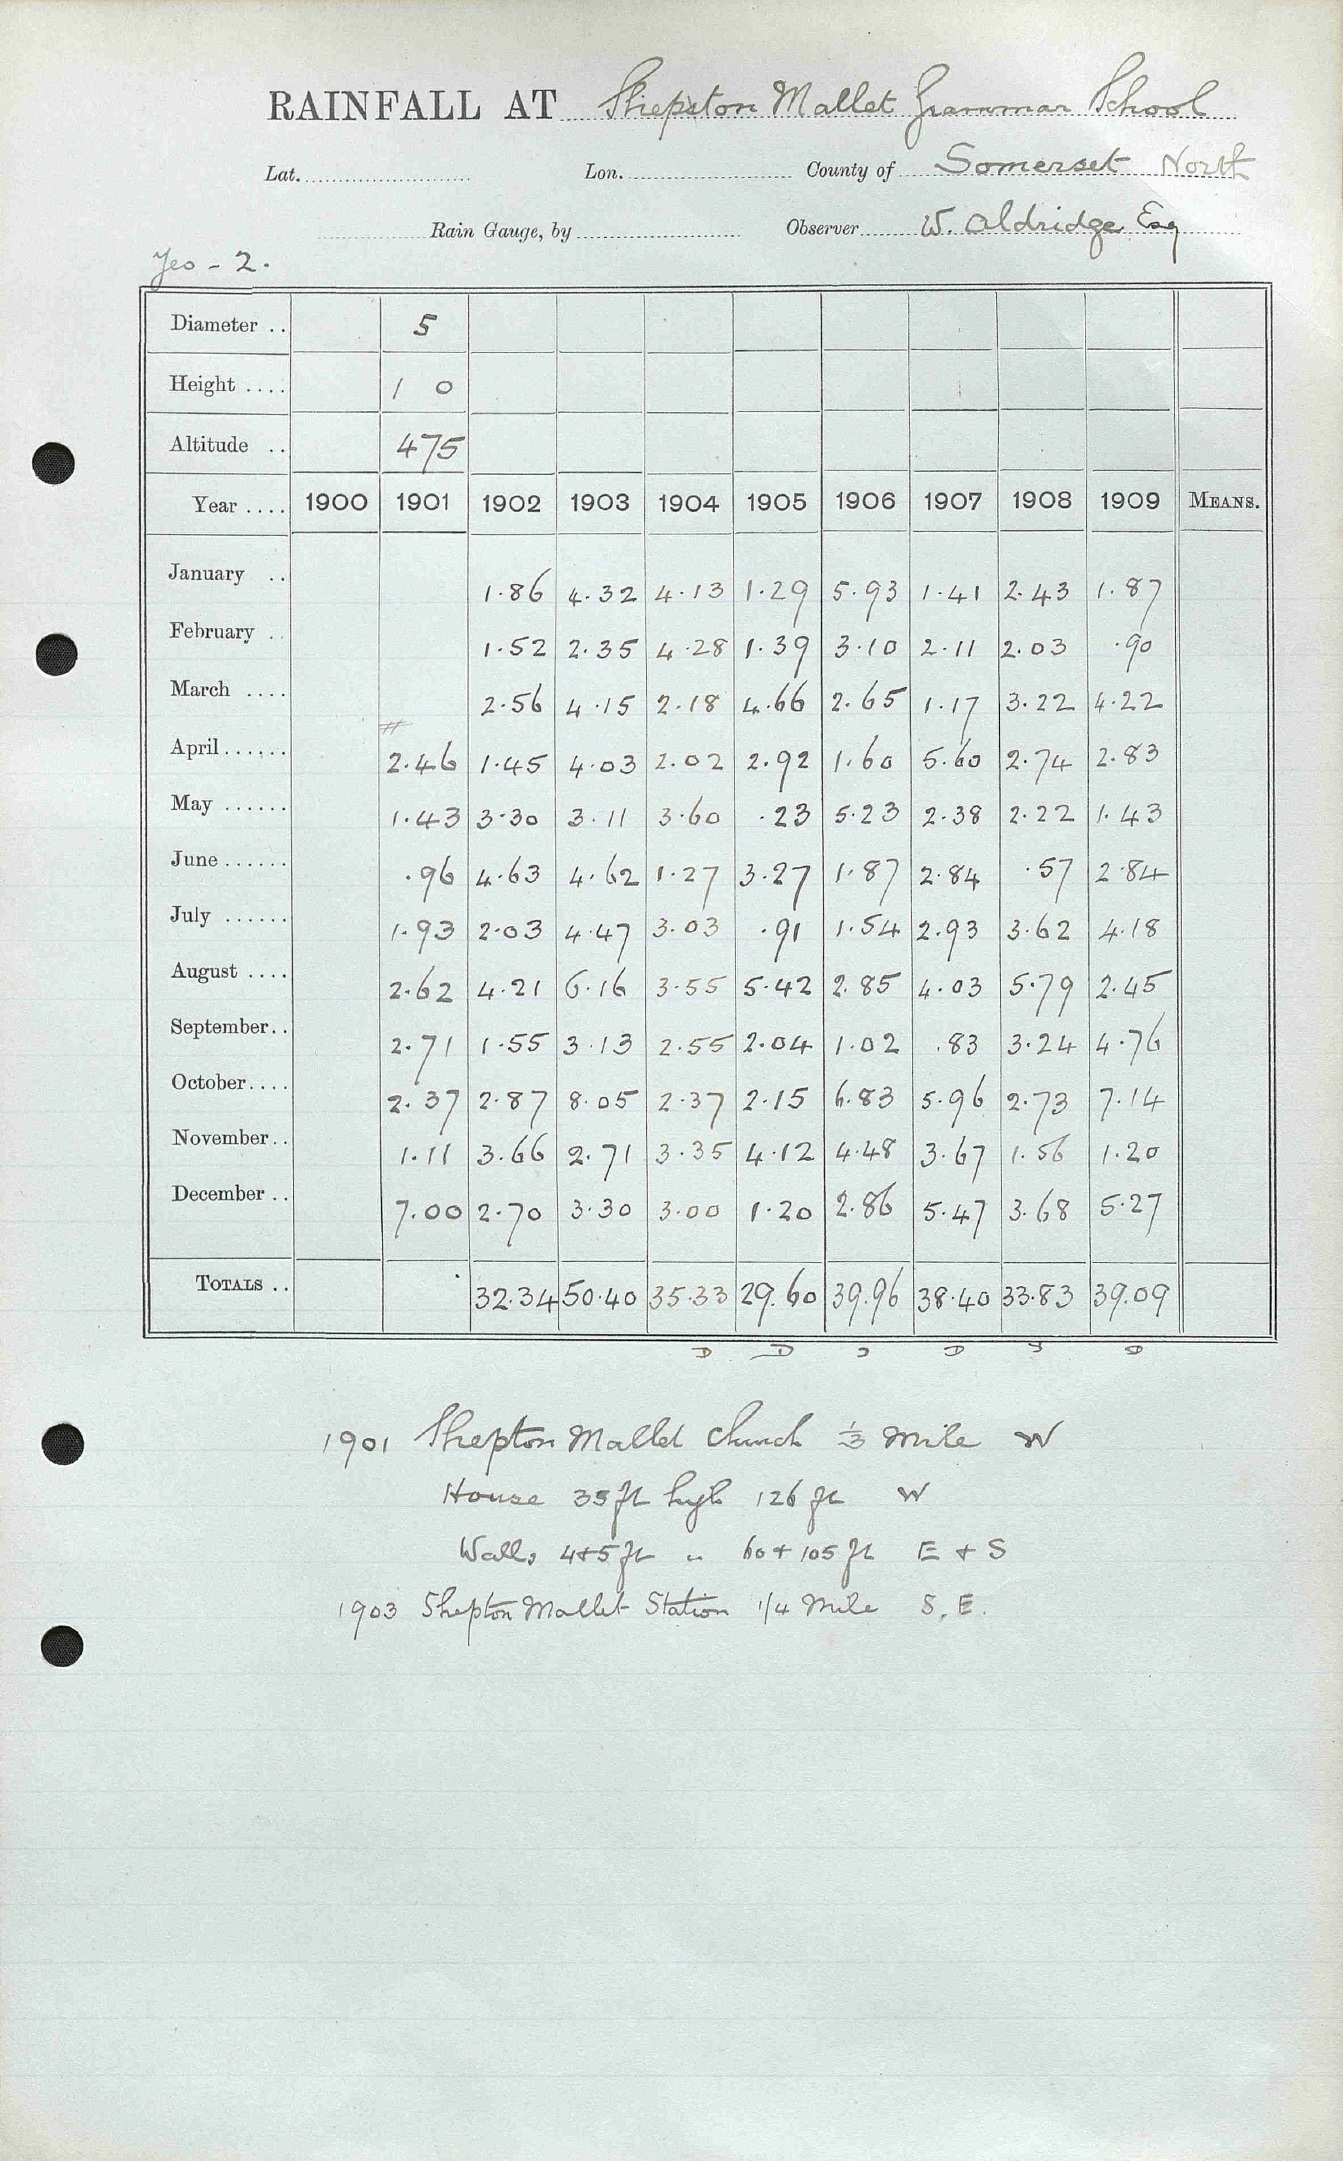 RAINFALL AT Shepston Mallet Grammar School
Lat. Lon. County of Somerset North
Rain Gauge, by Observer W. Aldridge Esq
Yeo - 2.
Diameter .. 5
Height .... 1 0
Altitude .. 475
Year .... 1900 1901 1902 1903 1904 1905 1906 1907 1908 1909 MEANS.
January .. 1.86 4.32 4.13 1.29 5.93 1.41 2.43 1.87
February .. 1.52 2.35 4.28 1.39 3.10 2.11 2.03 .90
March .... 2.56 4.15 2.18 4.66 2.65 1.17 3.22 4.22
April ...... 2.46 1.45 4.03 2.02 2.92 1.60 5.60 2.74 2.83
May ...... 1.43 3.30 3.11 3.60 .23 5.23 2.38 2.22 1.43
June ...... .96 4.63 4.62 1.27 3.27 1.87 2.84 .57 2.84
July ...... 1.93 2.03 4.47 3.03 .91 1.54 2.93 3.62 4.18
August .... 2.62 4.21 6.16 3.55 5.42 2.85 4.03 5.79 2.45
September.. 2.71 1.55 3.13 2.55 2.04 1.02 .83 3.24 4.76
October.... 2.37 2.87 8.05 2.37 2.15 6.83 5.96 2.73 7.14
November.. 1.11 3.66 2.71 3.35 4.12 4.48 3.67 1.56 1.20
December .. 7.00 2.70 3.30 3.00 1.20 2.86 5.47 3.68 5.27
TOTALS .. 32.34 50.40 35.33 29.60 39.96 38.40 33.83 39.09
1901 Shepton Mallet Church 1/3 Mile W
House 35 ft high 126 ft W
Walls 4+5 ft " 60 + 105 ft E + S
1903 Shepton Mallet Station 1/4 Mile S.E.